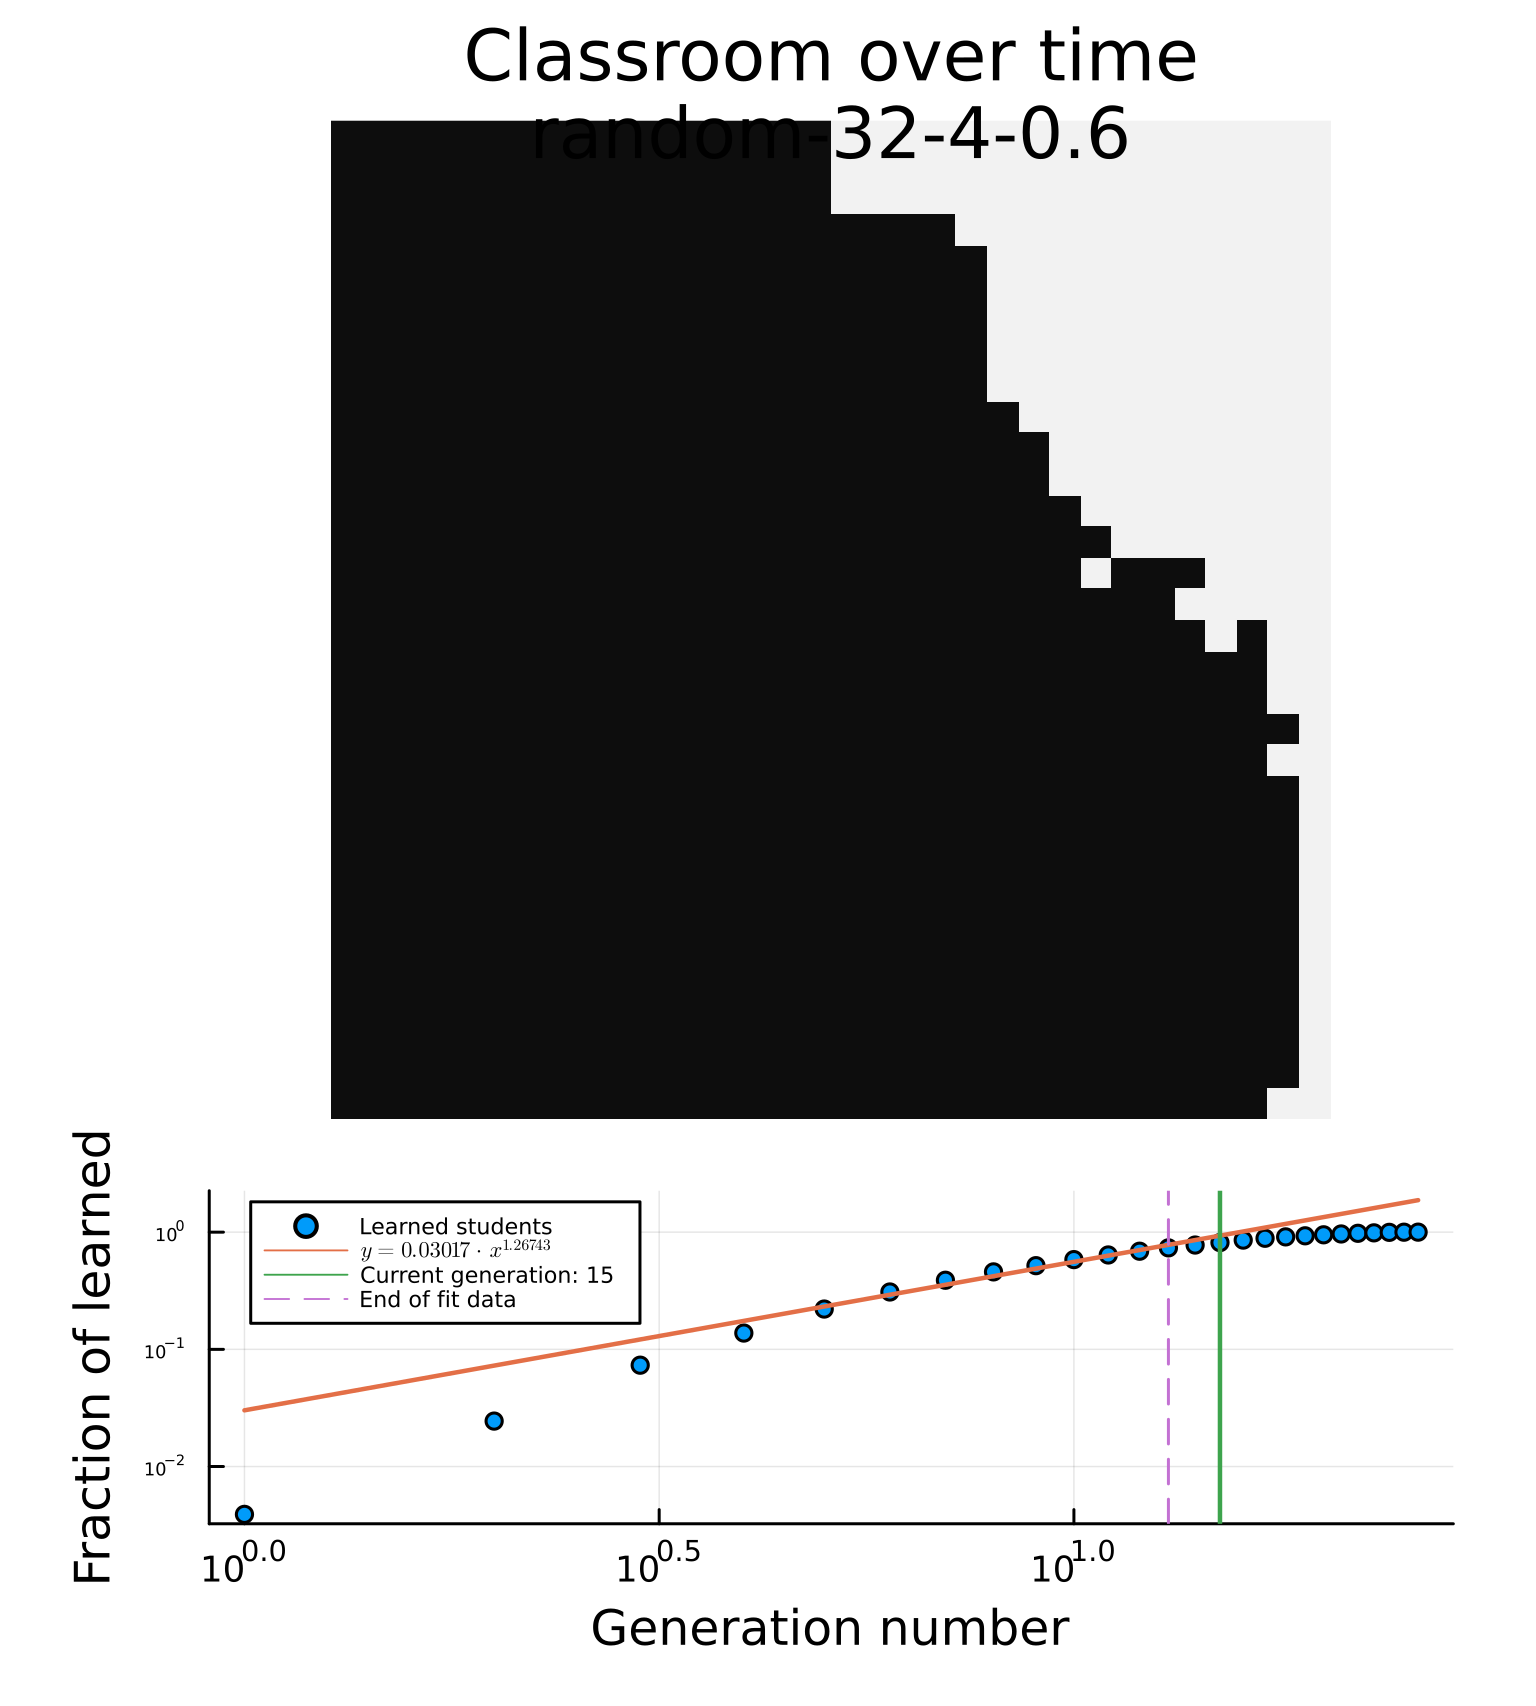 Classroom over time
random-32-4-0.6
Fraction of learned
10⁰
10⁻¹
10⁻²
Learned students
y = 0.03017 · x^1.26743
Current generation: 15
End of fit data
10^0.0
10^0.5
10^1.0
Generation number